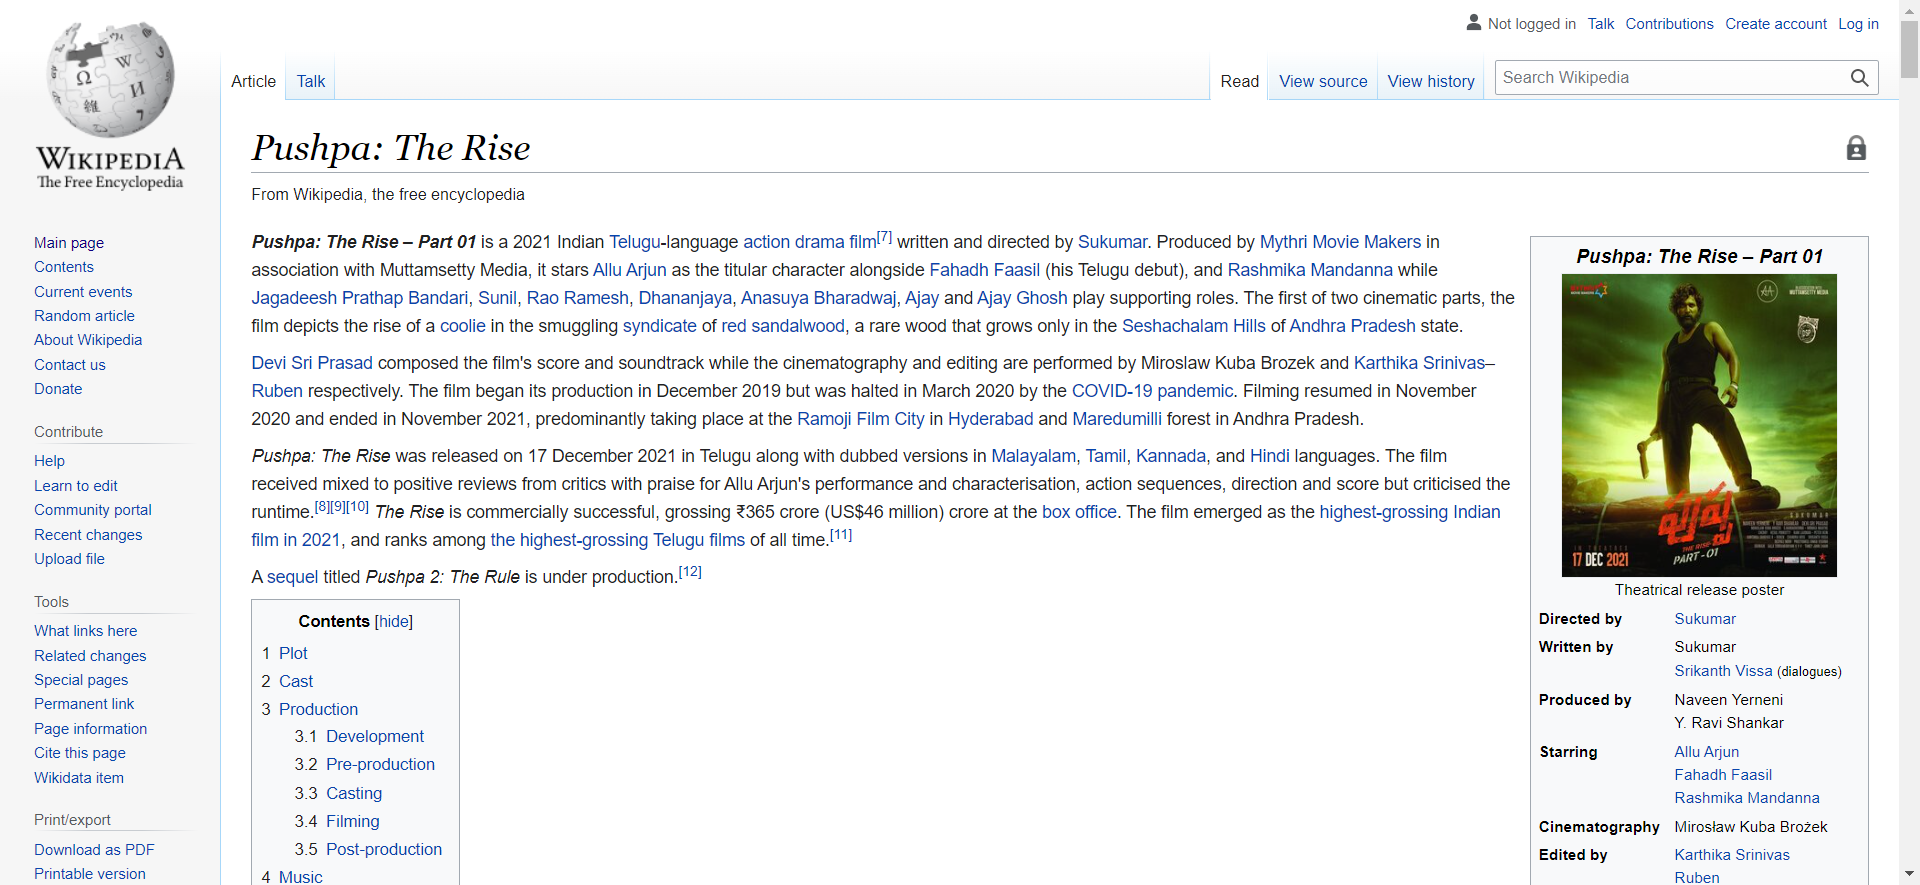 Not logged in Talk Contributions Create account Log in
Article Talk Read View source View history Search Wikipedia
WIKIPEDIA
The Free Encyclopedia
Main page
Contents
Current events
Random article
About Wikipedia
Contact us
Donate
Contribute
Help
Learn to edit
Community portal
Recent changes
Upload file
Tools
What links here
Related changes
Special pages
Permanent link
Page information
Cite this page
Wikidata item
Print/export
Download as PDF
Printable version
Pushpa: The Rise
From Wikipedia, the free encyclopedia
Pushpa: The Rise – Part 01 is a 2021 Indian Telugu-language action drama film[7] written and directed by Sukumar. Produced by Mythri Movie Makers in
association with Muttamsetty Media, it stars Allu Arjun as the titular character alongside Fahadh Faasil (his Telugu debut), and Rashmika Mandanna while
Jagadeesh Prathap Bandari, Sunil, Rao Ramesh, Dhananjaya, Anasuya Bharadwaj, Ajay and Ajay Ghosh play supporting roles. The first of two cinematic parts, the
film depicts the rise of a coolie in the smuggling syndicate of red sandalwood, a rare wood that grows only in the Seshachalam Hills of Andhra Pradesh state.
Devi Sri Prasad composed the film's score and soundtrack while the cinematography and editing are performed by Miroslaw Kuba Brozek and Karthika Srinivas–
Ruben respectively. The film began its production in December 2019 but was halted in March 2020 by the COVID-19 pandemic. Filming resumed in November
2020 and ended in November 2021, predominantly taking place at the Ramoji Film City in Hyderabad and Maredumilli forest in Andhra Pradesh.
Pushpa: The Rise was released on 17 December 2021 in Telugu along with dubbed versions in Malayalam, Tamil, Kannada, and Hindi languages. The film
received mixed to positive reviews from critics with praise for Allu Arjun's performance and characterisation, action sequences, direction and score but criticised the
runtime.[8][9][10] The Rise is commercially successful, grossing ₹365 crore (US$46 million) crore at the box office. The film emerged as the highest-grossing Indian
film in 2021, and ranks among the highest-grossing Telugu films of all time.[11]
A sequel titled Pushpa 2: The Rule is under production.[12]
Contents [hide]
1 Plot
2 Cast
3 Production
3.1 Development
3.2 Pre-production
3.3 Casting
3.4 Filming
3.5 Post-production
4 Music
Pushpa: The Rise – Part 01
MUTTAMSETTY MEDIA
DSP
SUKUMAR
పుష్ప
THE RISE
PART-01
IN THEATRES
17 DEC 2021
Theatrical release poster
Directed by Sukumar
Written by Sukumar
Srikanth Vissa (dialogues)
Produced by Naveen Yerneni
Y. Ravi Shankar
Starring Allu Arjun
Fahadh Faasil
Rashmika Mandanna
Cinematography Mirosław Kuba Brożek
Edited by Karthika Srinivas
Ruben